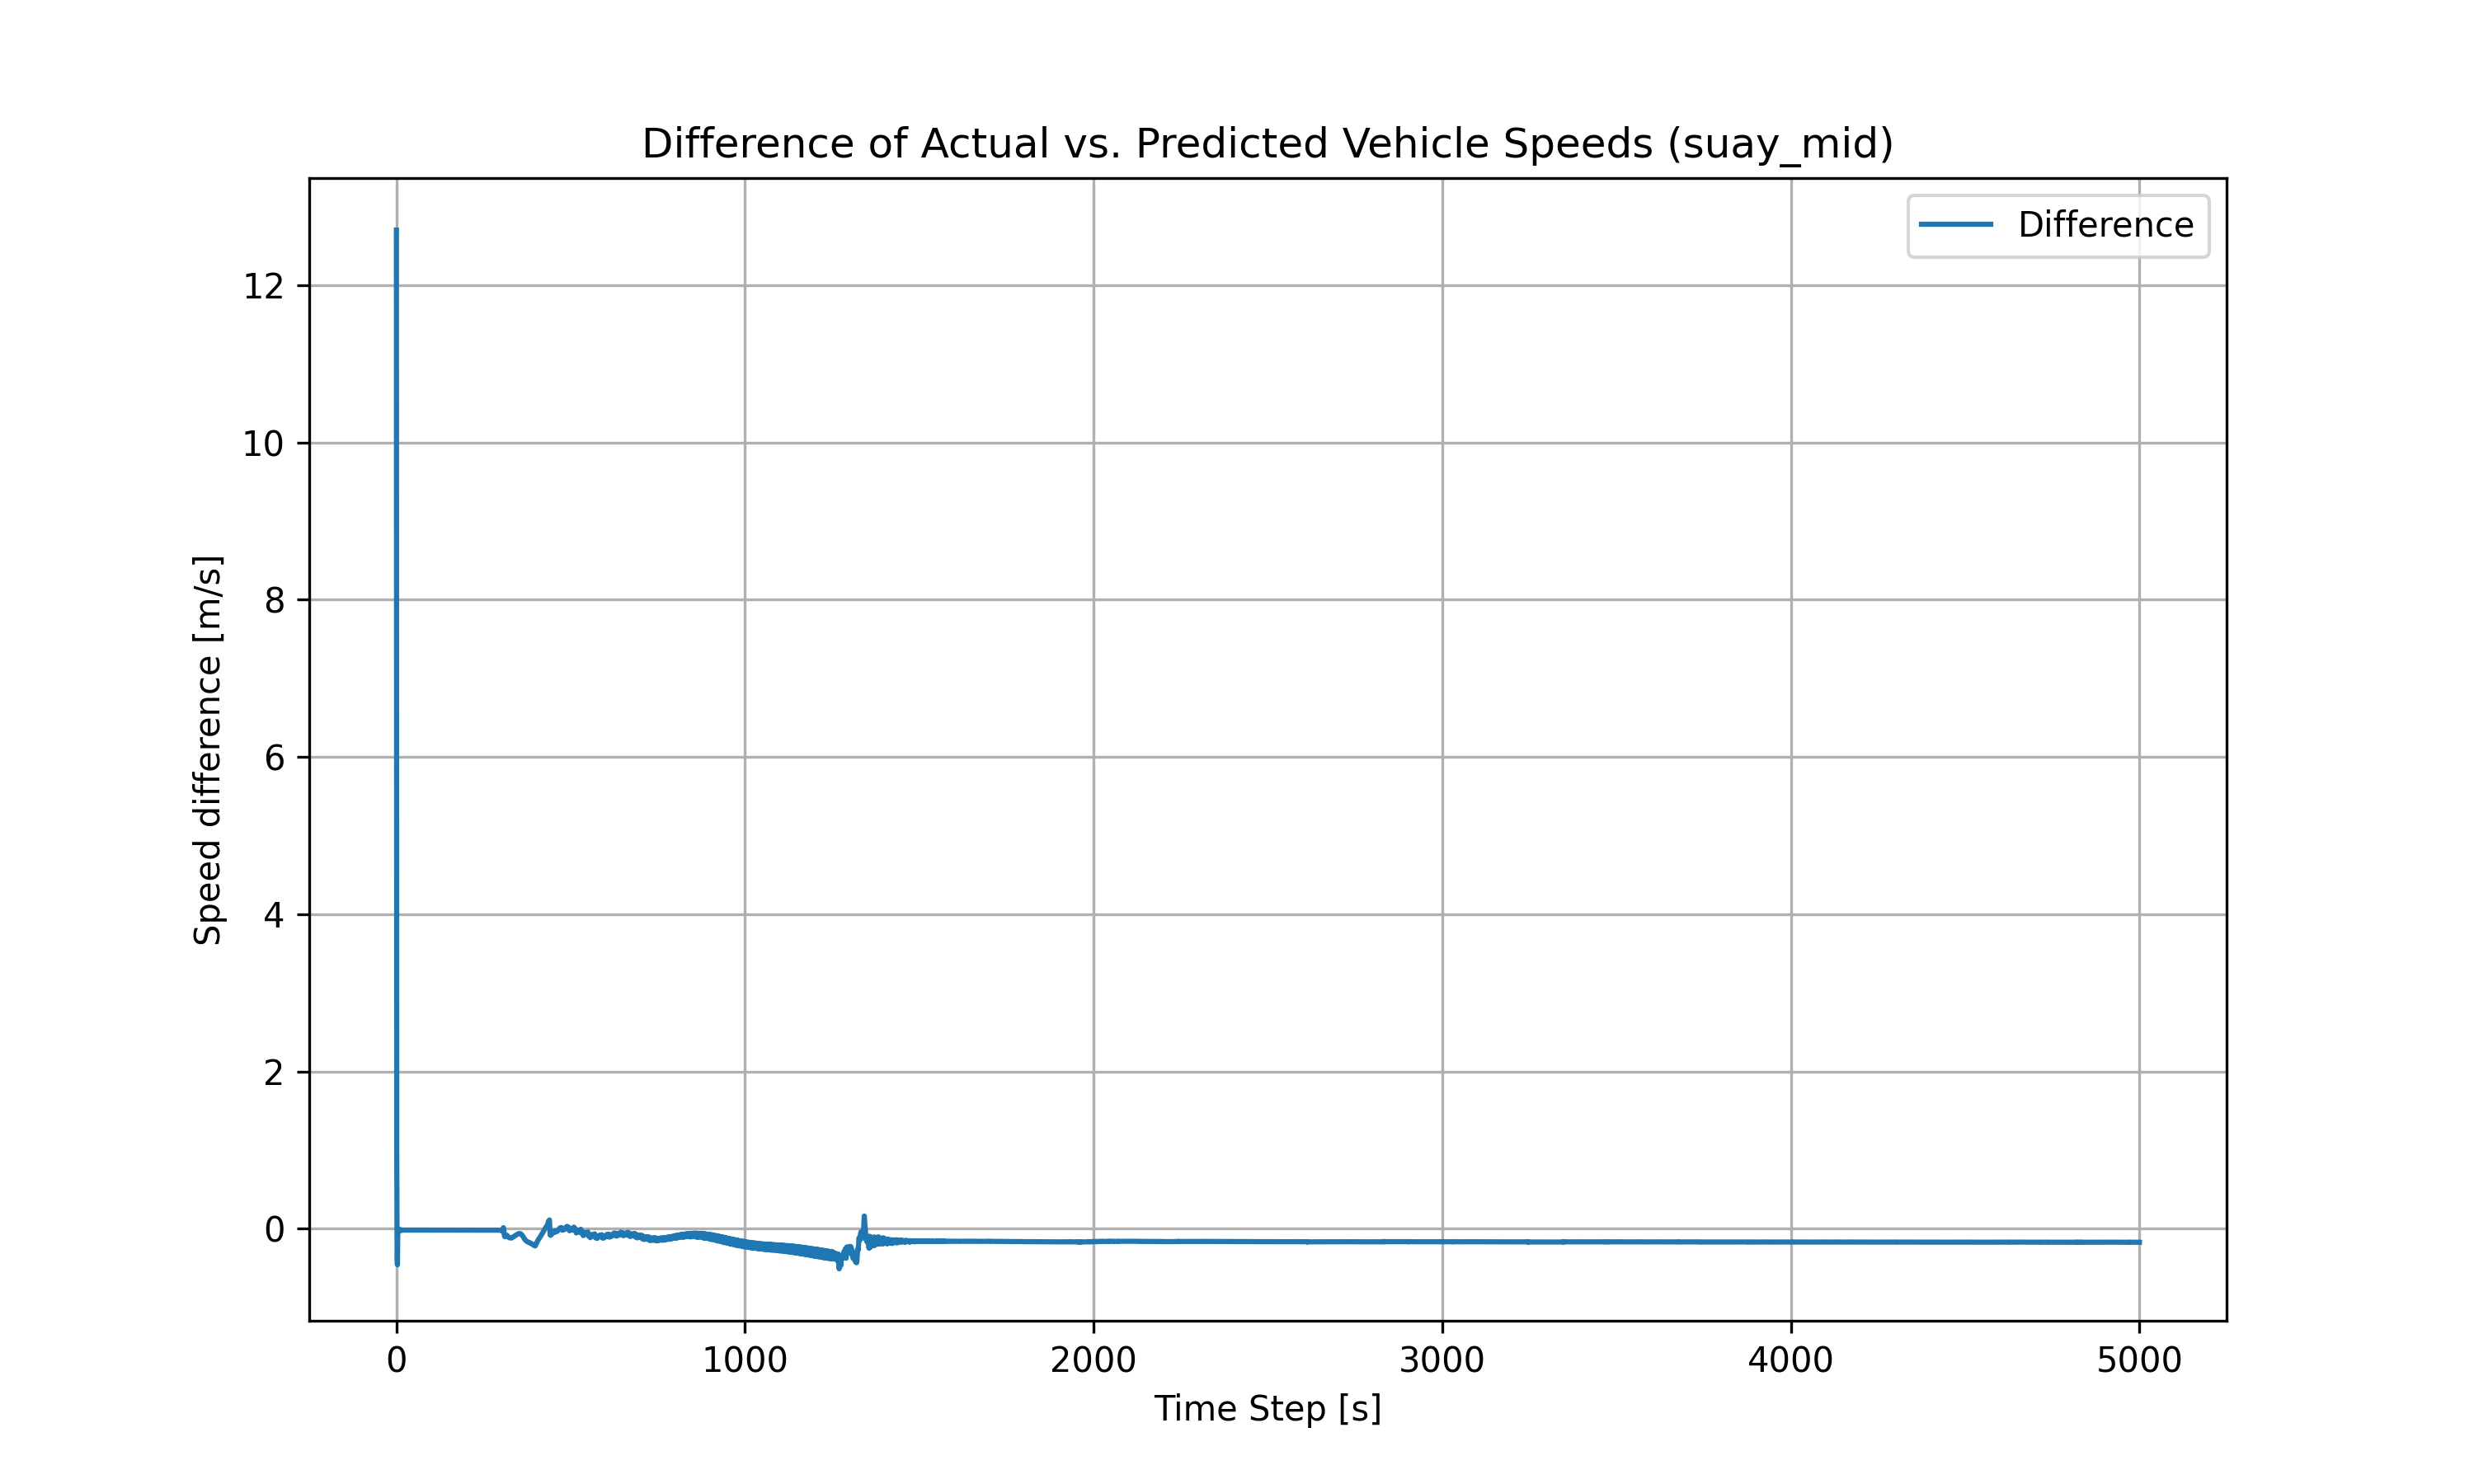 Difference of Actual vs. Predicted Vehicle Speeds (suay_mid)
Difference
12
10
8
6
4
2
0
Speed difference [m/s]
0 1000 2000 3000 4000 5000
Time Step [s]